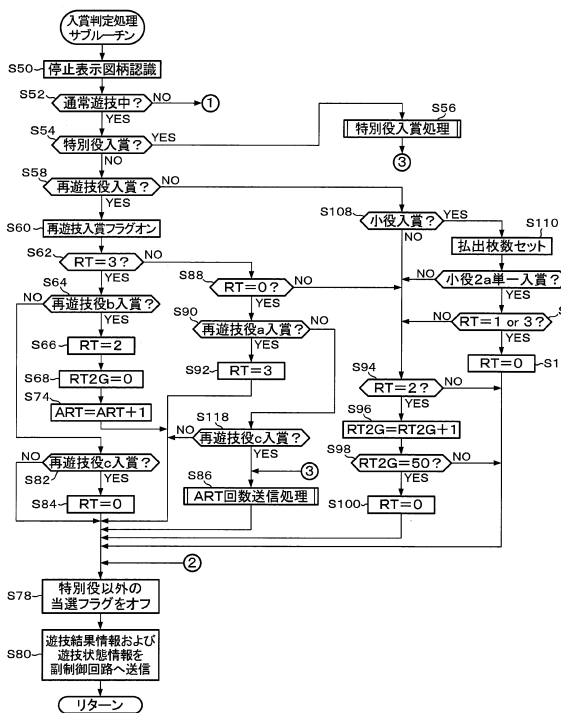 入賞判定処理
サブルーチン
S50
停止表示図柄認識
S52
通常遊技中？
NO
①
YES
S54
特別役入賞？
YES
S56
特別役入賞処理
③
NO
S58
再遊技役入賞？
NO
S60
再遊技入賞フラグオン
S108
小役入賞？
YES
S110
払出枚数セット
NO
S62
RT=3？
NO
YES
S88
RT=0？
NO
YES
小役2a単一入賞？
NO
YES
S64
NO
再遊技役b入賞？
YES
S90
再遊技役a入賞？
NO
YES
NO
RT=1 or 3？
YES
S66
RT=2
S92
RT=3
RT=0
S1
S68
RT2G=0
S94
RT=2？
NO
YES
S74
ART=ART+1
S96
RT2G=RT2G+1
S118
NO
再遊技役c入賞？
YES
NO
再遊技役c入賞？
S82
YES
③
S98
RT2G=50？
NO
YES
S86
ART回数送信処理
S84
RT=0
S100
RT=0
②
S78
特別役以外の
当選フラグをオフ
S80
遊技結果情報および
遊技状態情報を
副制御回路へ送信
リターン